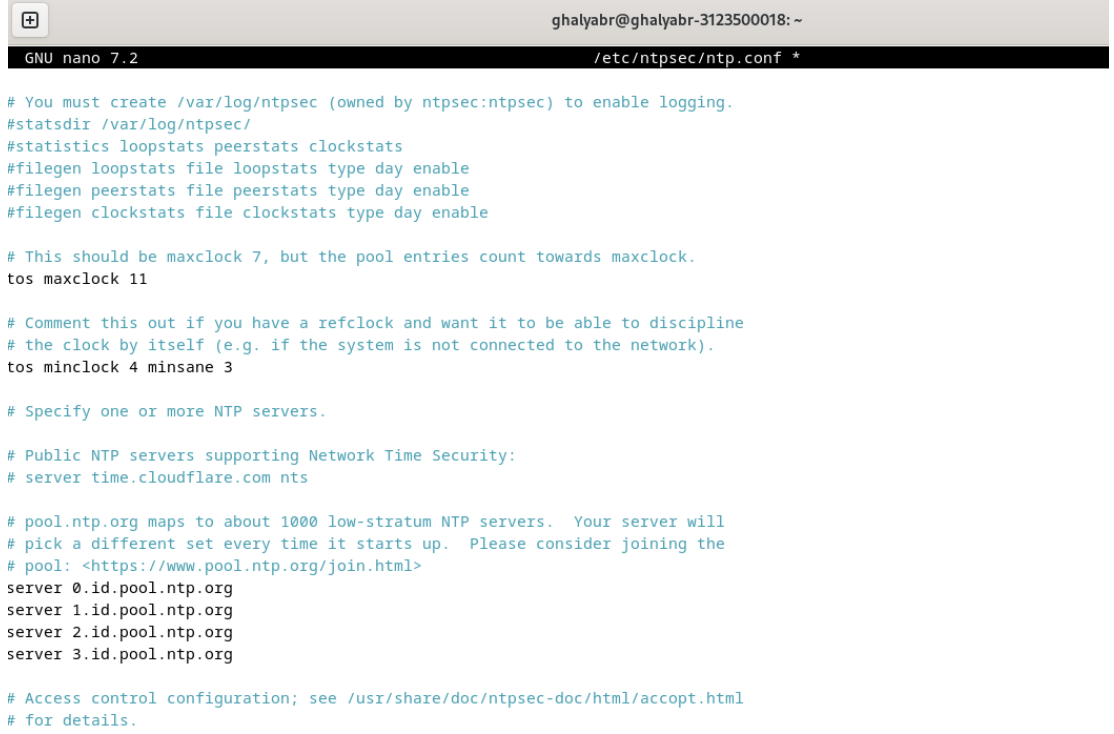 ghalyabr@ghalyabr-3123500018: ~
GNU nano 7.2 /etc/ntpsec/ntp.conf *
# You must create /var/log/ntpsec (owned by ntpsec:ntpsec) to enable logging.
#statsdir /var/log/ntpsec/
#statistics loopstats peerstats clockstats
#filegen loopstats file loopstats type day enable
#filegen peerstats file peerstats type day enable
#filegen clockstats file clockstats type day enable
# This should be maxclock 7, but the pool entries count towards maxclock.
tos maxclock 11
# Comment this out if you have a refclock and want it to be able to discipline
# the clock by itself (e.g. if the system is not connected to the network).
tos minclock 4 minsane 3
# Specify one or more NTP servers.
# Public NTP servers supporting Network Time Security:
# server time.cloudflare.com nts
# pool.ntp.org maps to about 1000 low-stratum NTP servers.  Your server will
# pick a different set every time it starts up.  Please consider joining the
# pool: <https://www.pool.ntp.org/join.html>
server 0.id.pool.ntp.org
server 1.id.pool.ntp.org
server 2.id.pool.ntp.org
server 3.id.pool.ntp.org
# Access control configuration; see /usr/share/doc/ntpsec-doc/html/accopt.html
# for details.